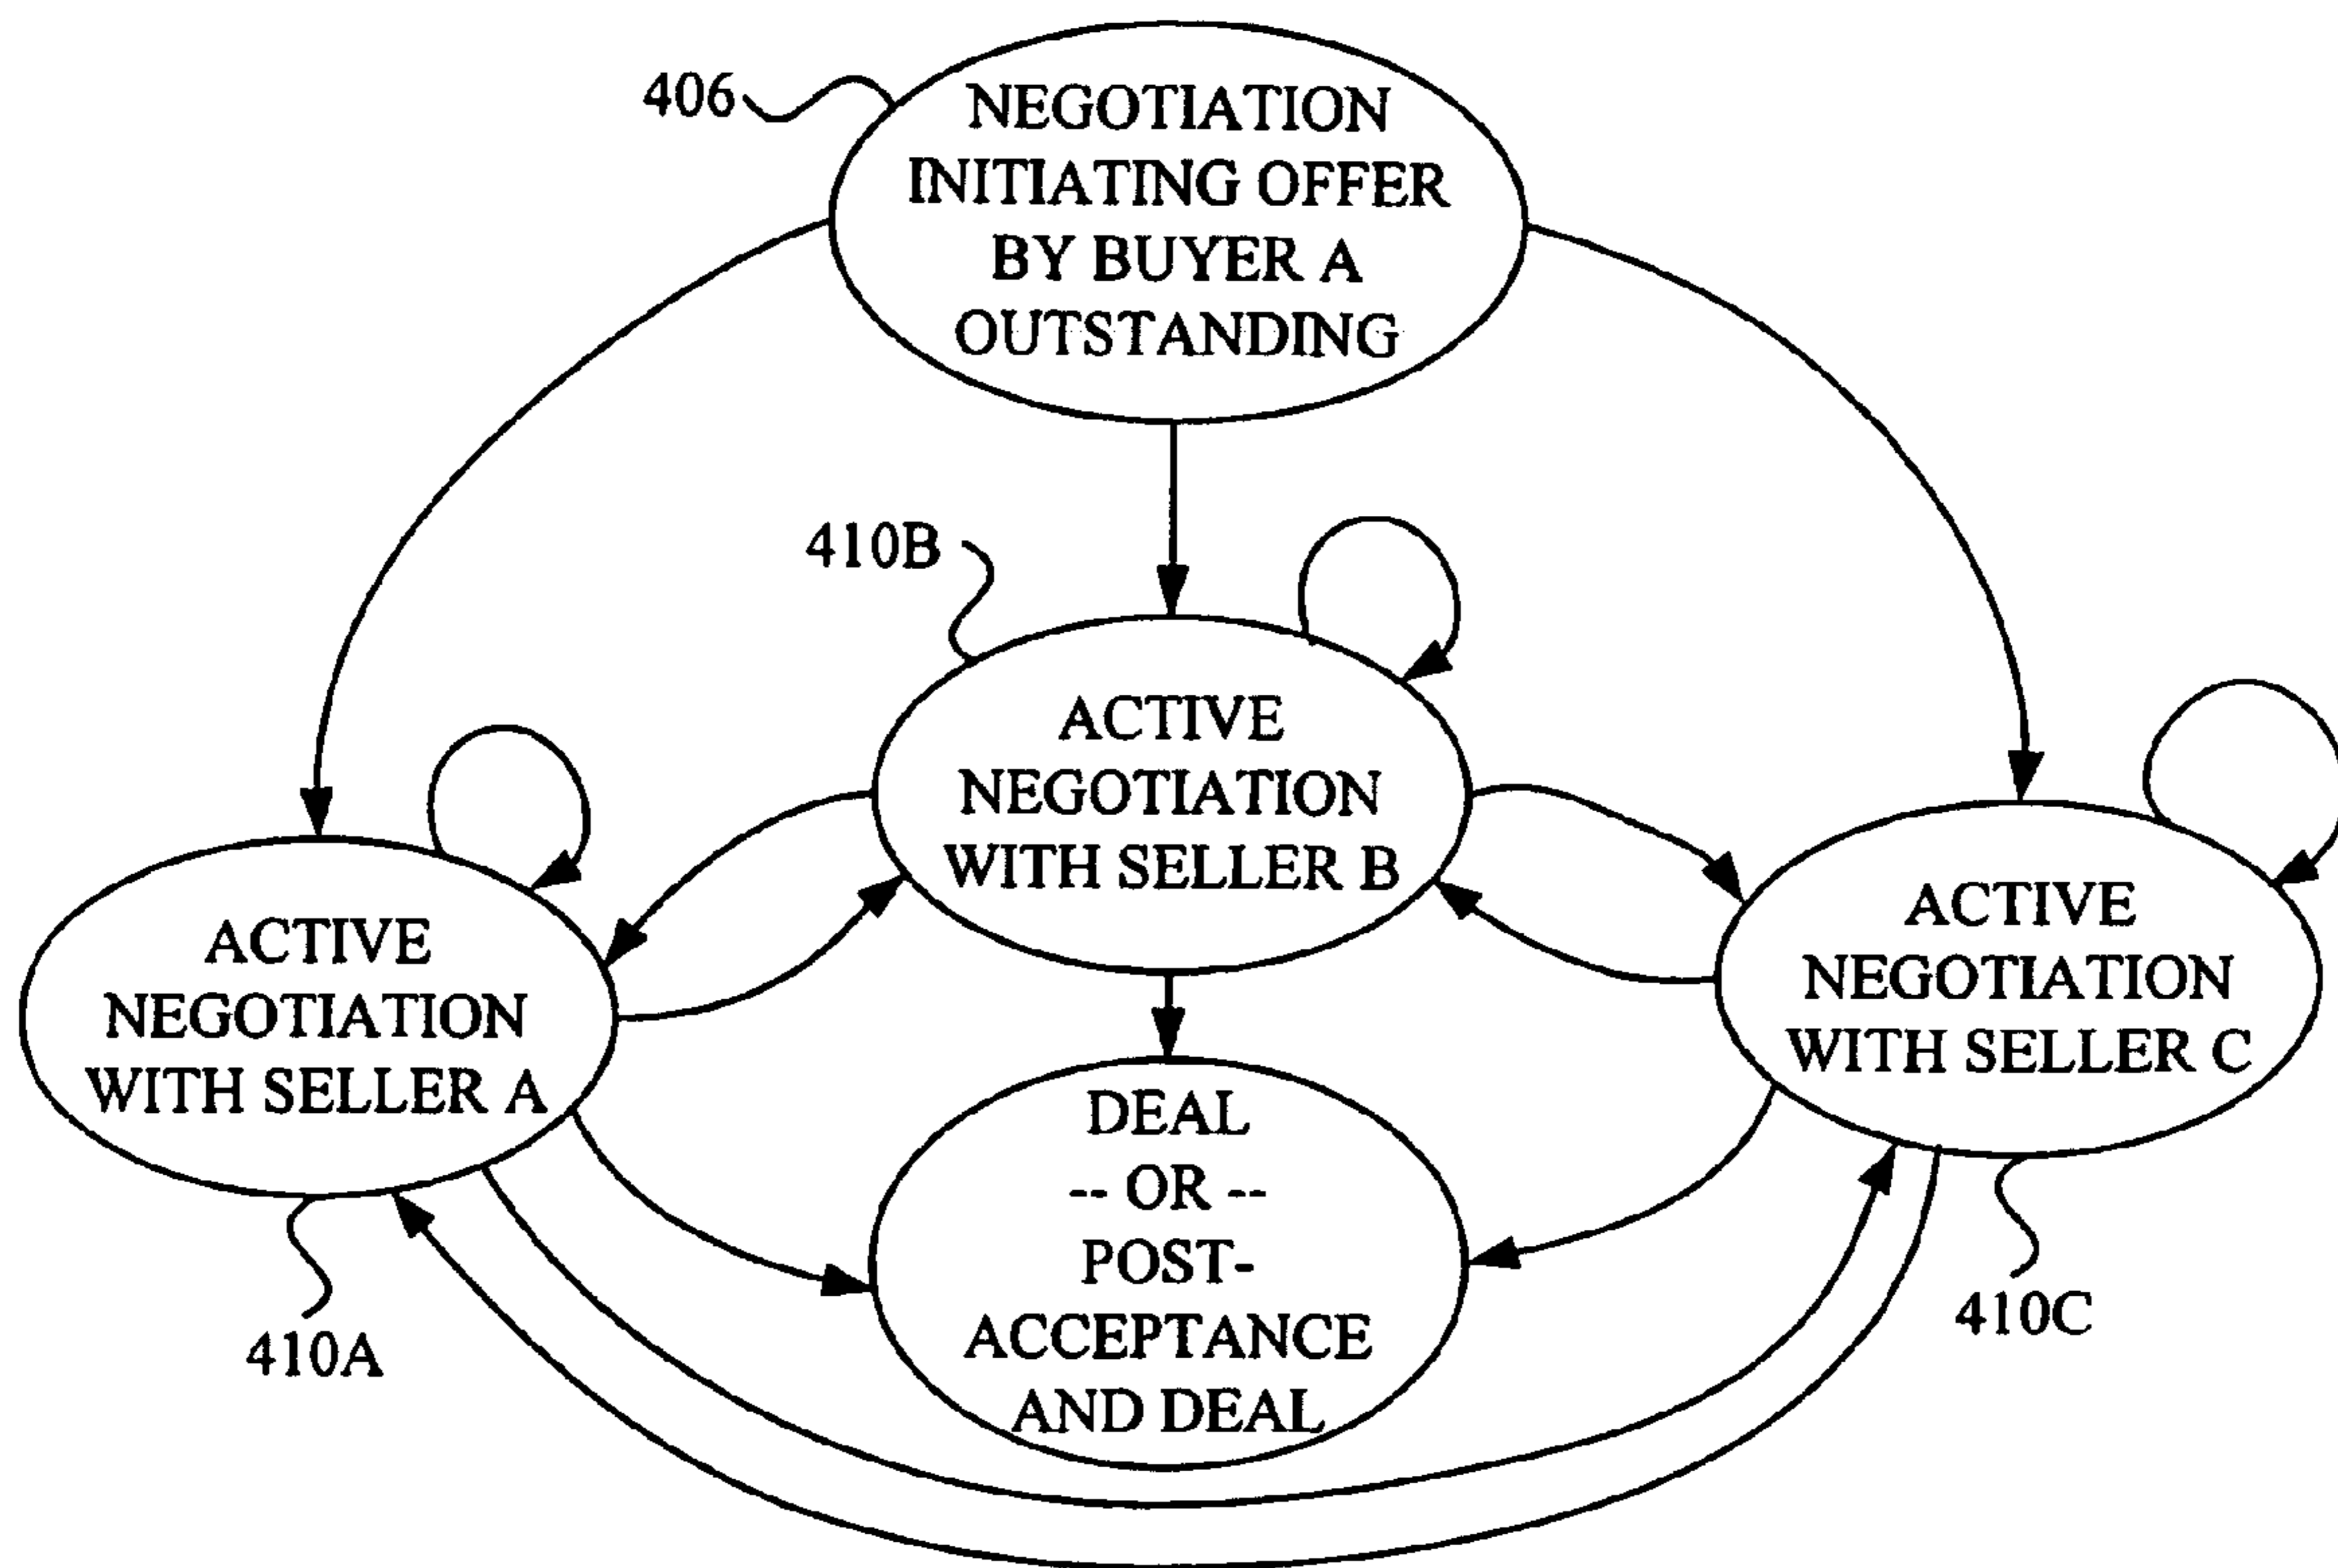 406
NEGOTIATION
INITIATING OFFER
BY BUYER A
OUTSTANDING
410B
ACTIVE
NEGOTIATION
WITH SELLER B
ACTIVE
NEGOTIATION
WITH SELLER A
ACTIVE
NEGOTIATION
WITH SELLER C
DEAL
-- OR --
POST-
ACCEPTANCE
AND DEAL
410A
410C